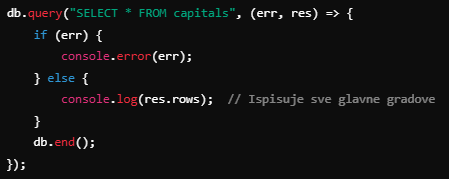 db.query("SELECT * FROM capitals", (err, res) => {
    if (err) {
        console.error(err);
    } else {
        console.log(res.rows);  // Ispisuje sve glavne gradove
    }
    db.end();
});